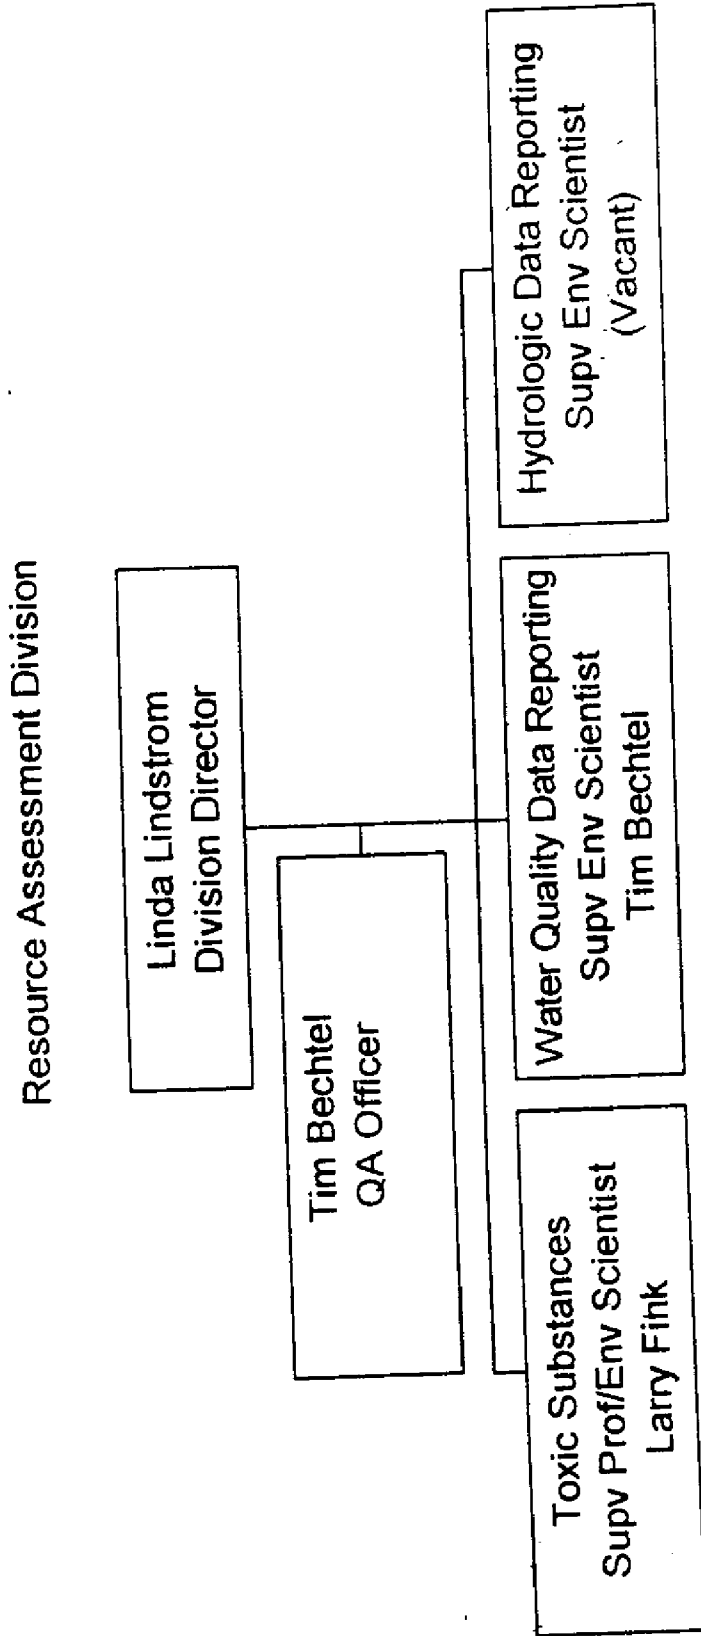 Resource Assessment Division
Linda Lindstrom
Division Director
Tim Bechtel
QA Officer
Toxic Substances
Supv Prof/Env Scientist
Larry Fink
Water Quality Data Reporting
Supv Env Scientist
Tim Bechtel
Hydrologic Data Reporting
Supv Env Scientist
(Vacant)